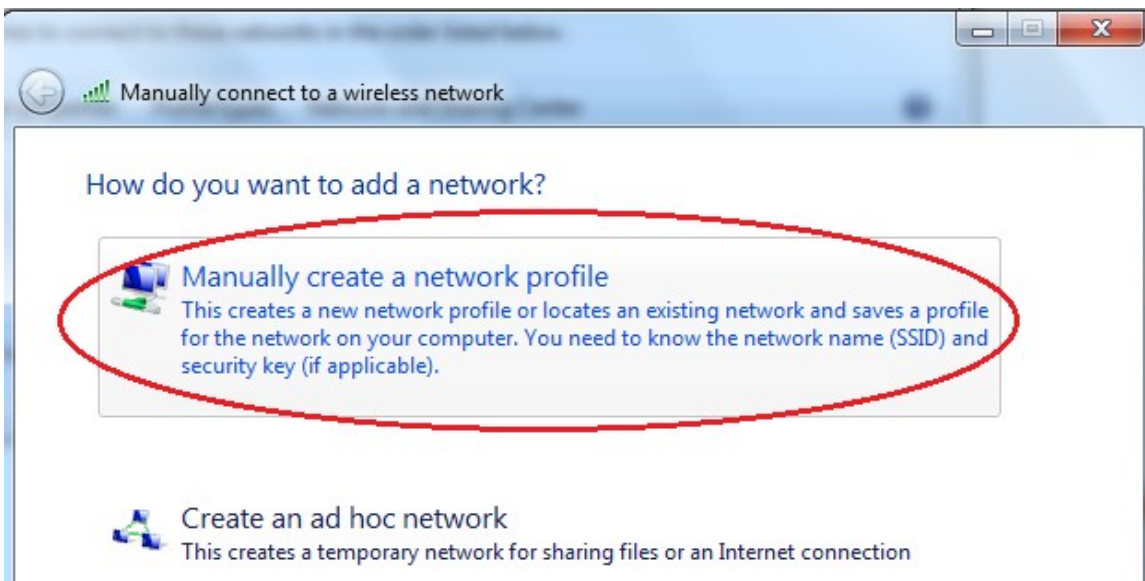 Manually connect to a wireless network
How do you want to add a network?
Manually create a network profile
This creates a new network profile or locates an existing network and saves a profile
for the network on your computer. You need to know the network name (SSID) and
security key (if applicable).
Create an ad hoc network
This creates a temporary network for sharing files or an Internet connection